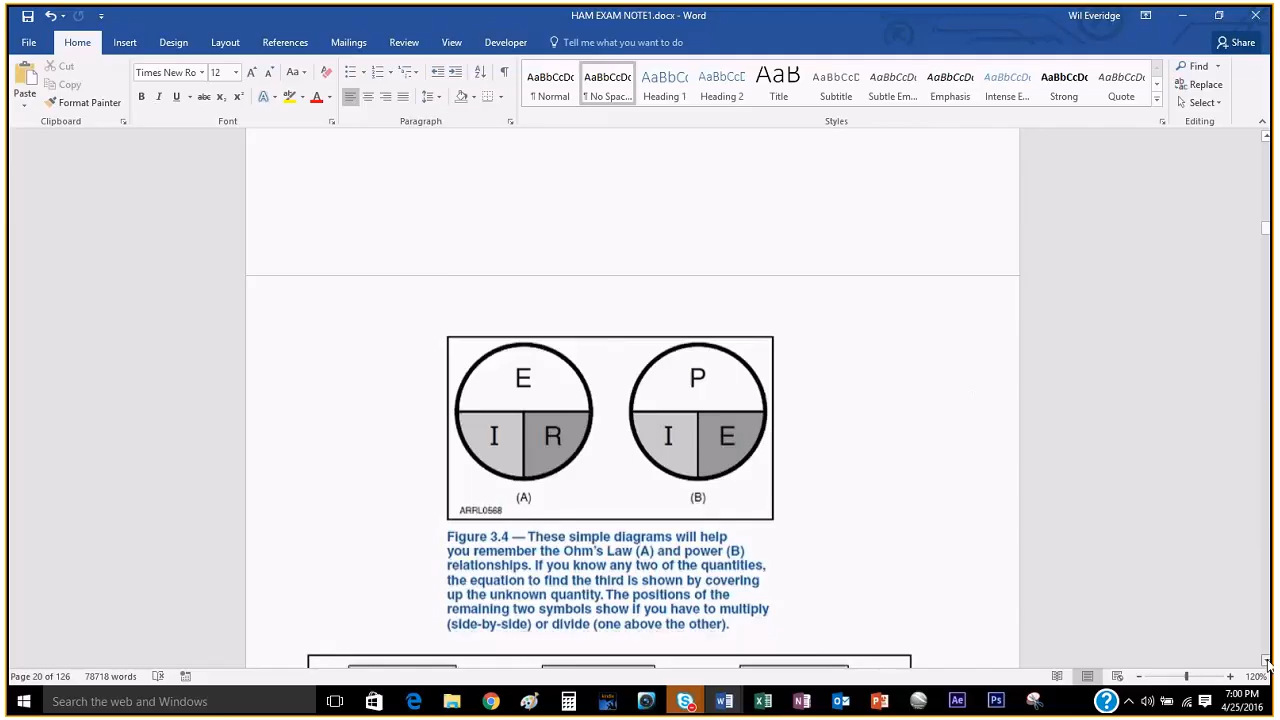 HAM EXAM NOTE1.docx - Word
Wil Everidge
File Home Insert Design Layout References Mailings Review View Developer Tell me what you want to do
Share
Paste
Cut
Copy
Format Painter
Clipboard
Times New Ro 12
B I U abc x₂ x²
Font
Paragraph
AaBbCcDc AaBbCcDc AaBbCc AaBbCcC AaB AaBbCcC AaBbCcDc AaBbCcDc AaBbCcDc AaBbCcDc AaBbCcDc
¶ Normal ¶ No Spac... Heading 1 Heading 2 Title Subtitle Subtle Em... Emphasis Intense E... Strong Quote
Styles
Find
Replace
Select
Editing
E
I R
(A)
P
I E
(B)
ARRL0568
Figure 3.4 — These simple diagrams will help
you remember the Ohm's Law (A) and power (B)
relationships. If you know any two of the quantities,
the equation to find the third is shown by covering
up the unknown quantity. The positions of the
remaining two symbols show if you have to multiply
(side-by-side) or divide (one above the other).
Page 20 of 126 78718 words
120%
Search the web and Windows
7:00 PM
4/25/2016